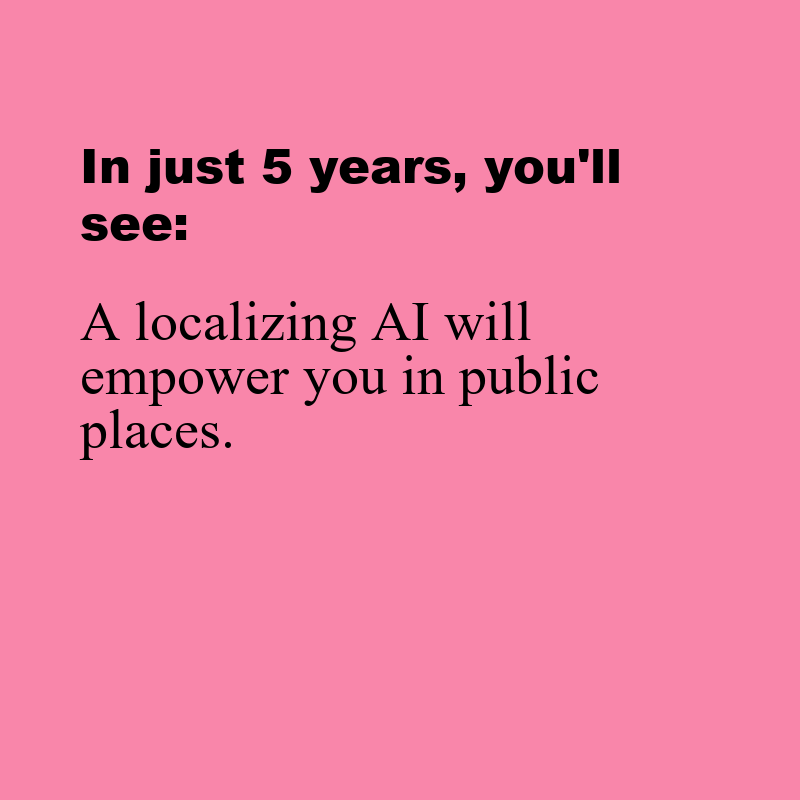 In just 5 years, you'll
see:
A localizing AI will
empower you in public
places.